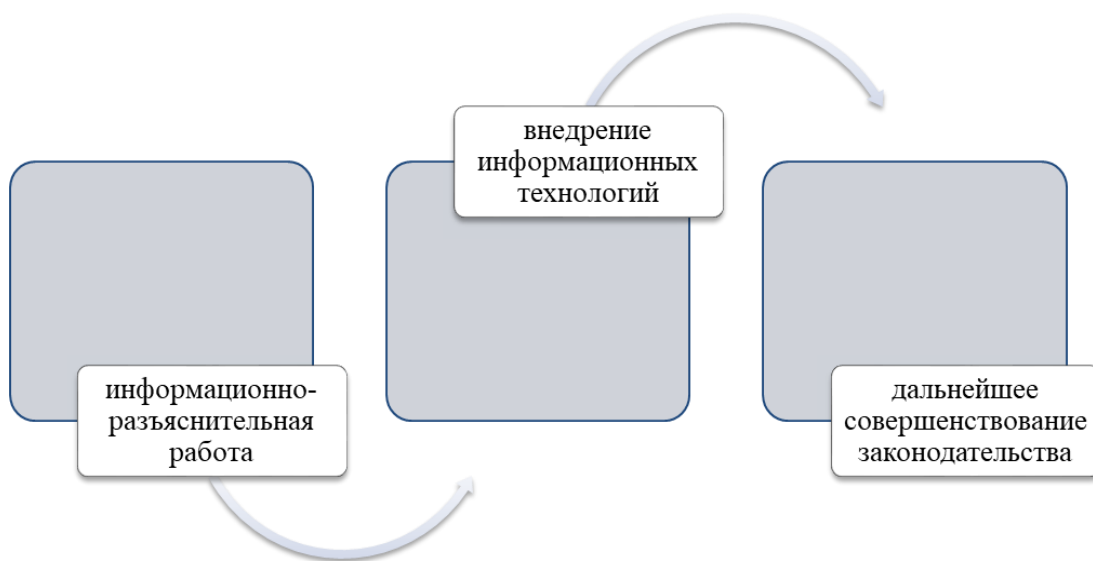 информационно-
разъяснительная
работа
внедрение
информационных
технологий
дальнейшее
совершенствование
законодательства